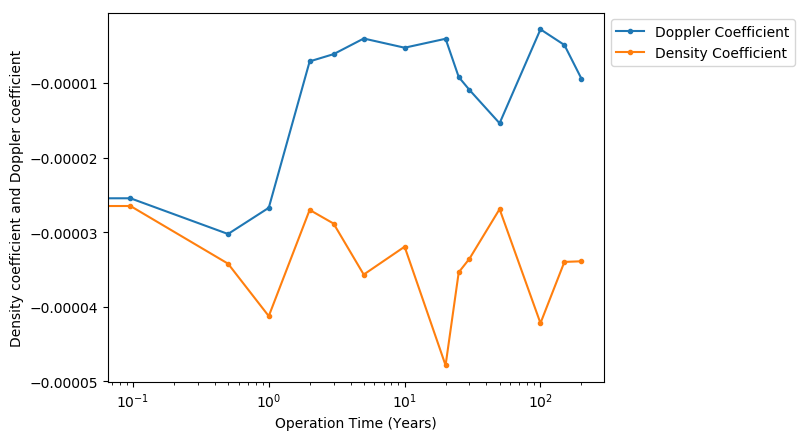 Density coefficient and Doppler coefficient
−0.00001
−0.00002
−0.00003
−0.00004
−0.00005
10⁻¹
10⁰
10¹
10²
Operation Time (Years)
Doppler Coefficient
Density Coefficient